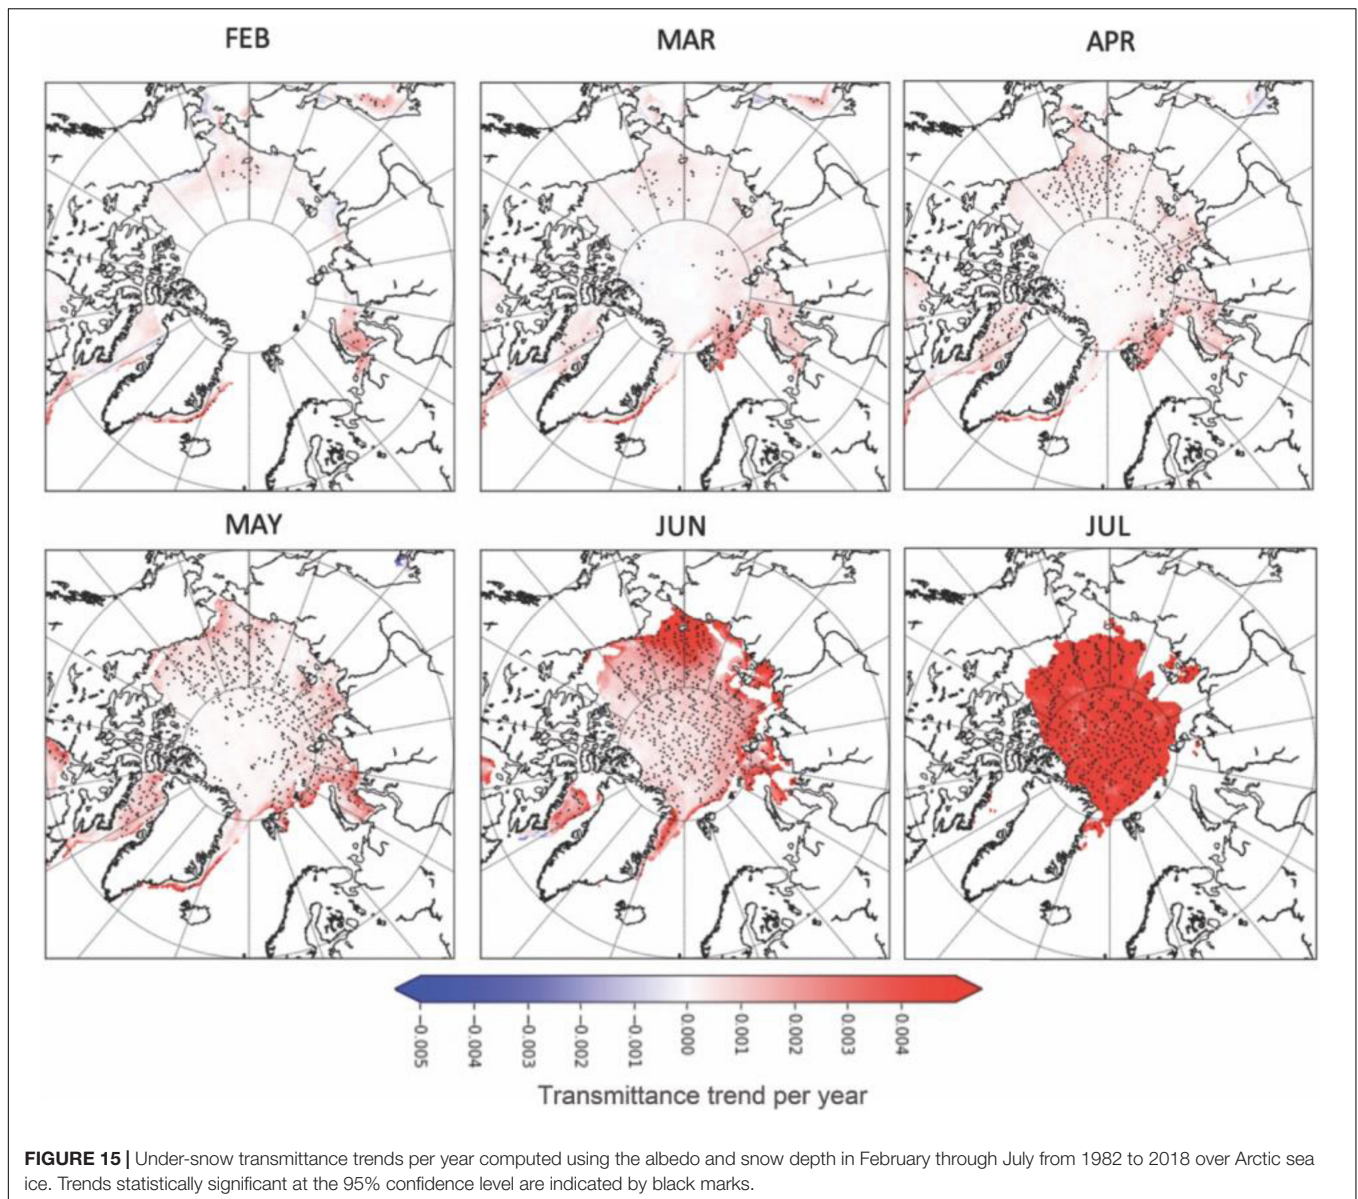 FEB
MAR
APR
MAY
JUN
JUL
−0.005
−0.004
−0.003
−0.002
−0.001
0.000
0.001
0.002
0.003
0.004
Transmittance trend per year
FIGURE 15 | Under-snow transmittance trends per year computed using the albedo and snow depth in February through July from 1982 to 2018 over Arctic sea
ice. Trends statistically significant at the 95% confidence level are indicated by black marks.